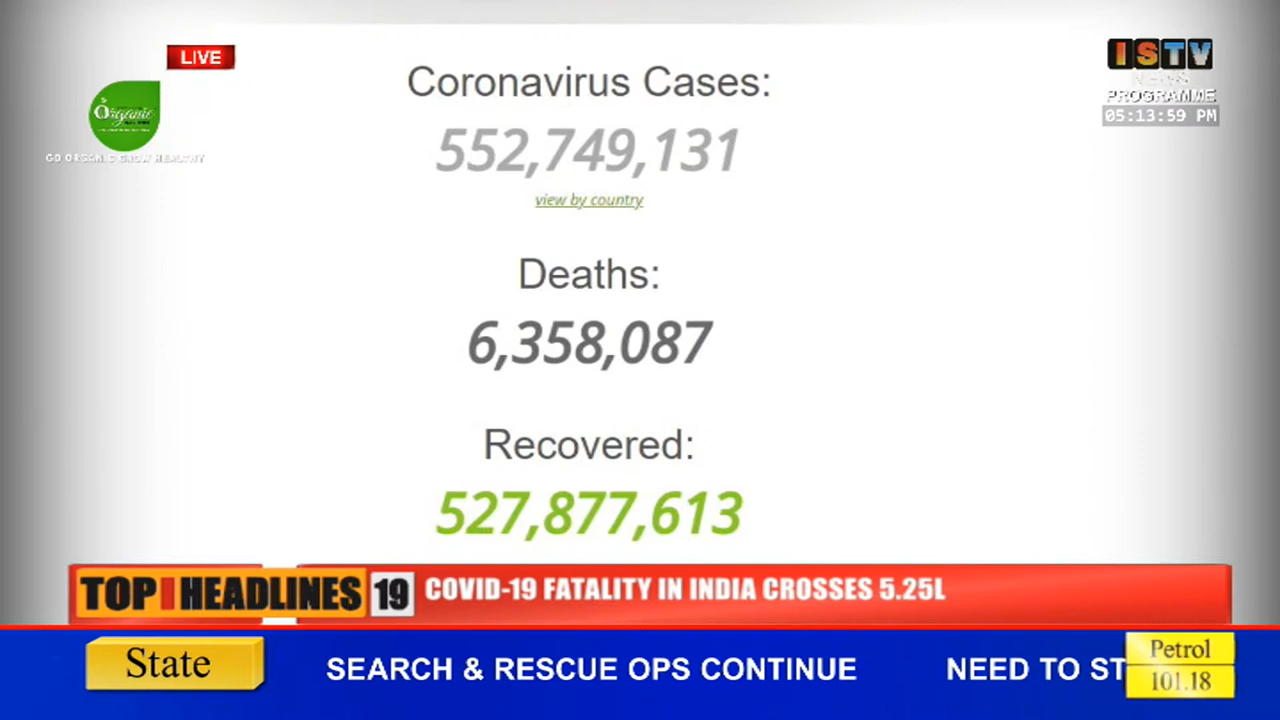 LIVE
Organic
GO ORGANIC GROW HEALTHY
ISTV
NEWS
PROGRAMME
05:13:59 PM
Coronavirus Cases:
552,749,131
view by country
Deaths:
6,358,087
Recovered:
527,877,613
TOP HEADLINES 19 COVID-19 FATALITY IN INDIA CROSSES 5.25L
State SEARCH & RESCUE OPS CONTINUE NEED TO ST
Petrol
101.18